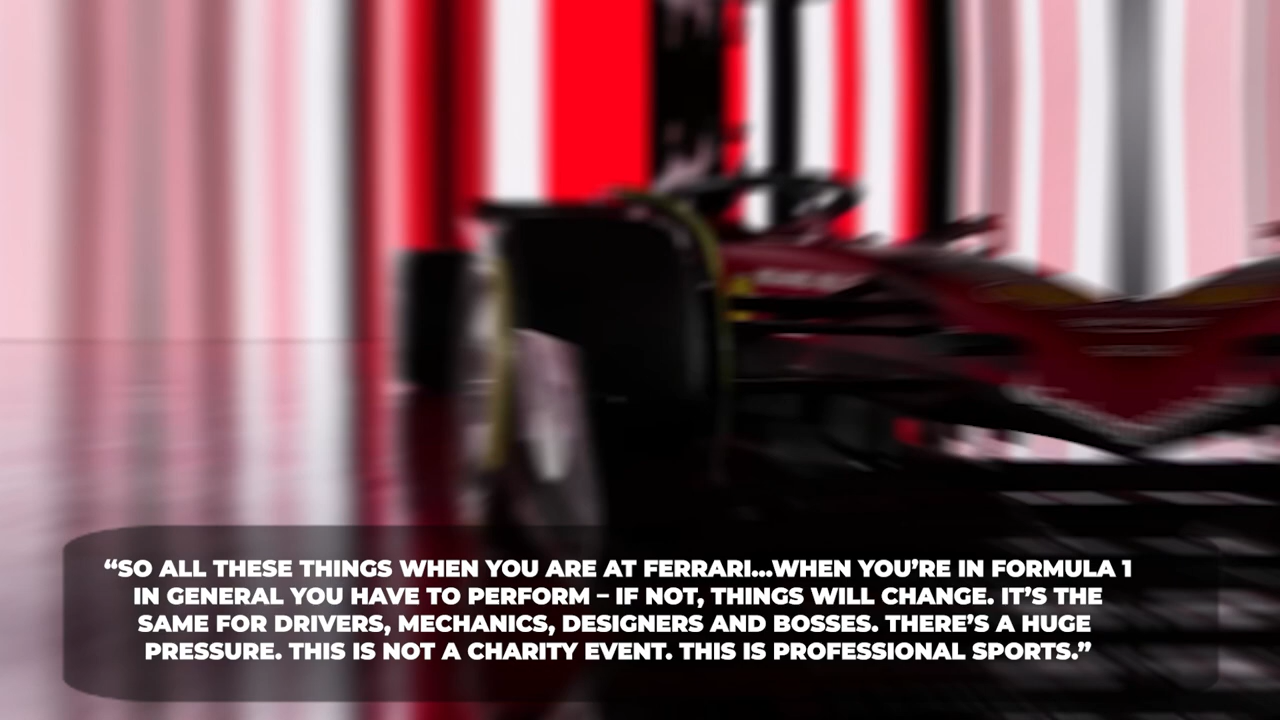 “SO ALL THESE THINGS WHEN YOU ARE AT FERRARI...WHEN YOU’RE IN FORMULA 1
IN GENERAL YOU HAVE TO PERFORM – IF NOT, THINGS WILL CHANGE. IT’S THE
SAME FOR DRIVERS, MECHANICS, DESIGNERS AND BOSSES. THERE’S A HUGE
PRESSURE. THIS IS NOT A CHARITY EVENT. THIS IS PROFESSIONAL SPORTS.”